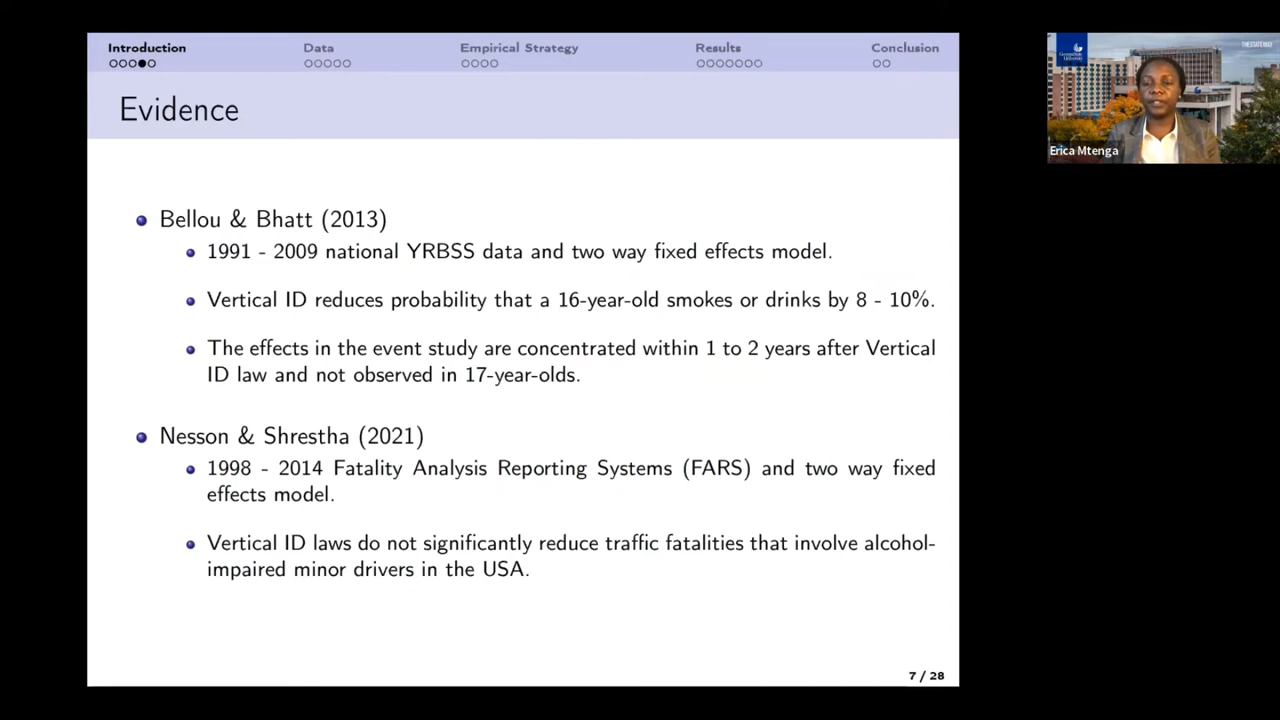 Introduction Data Empirical Strategy Results Conclusion
Evidence
Bellou & Bhatt (2013)
1991 - 2009 national YRBSS data and two way fixed effects model.
Vertical ID reduces probability that a 16-year-old smokes or drinks by 8 - 10%.
The effects in the event study are concentrated within 1 to 2 years after Vertical
ID law and not observed in 17-year-olds.
Nesson & Shrestha (2021)
1998 - 2014 Fatality Analysis Reporting Systems (FARS) and two way fixed
effects model.
Vertical ID laws do not significantly reduce traffic fatalities that involve alcohol-
impaired minor drivers in the USA.
7 / 28
THESTATEWAY
Erica Mtenga